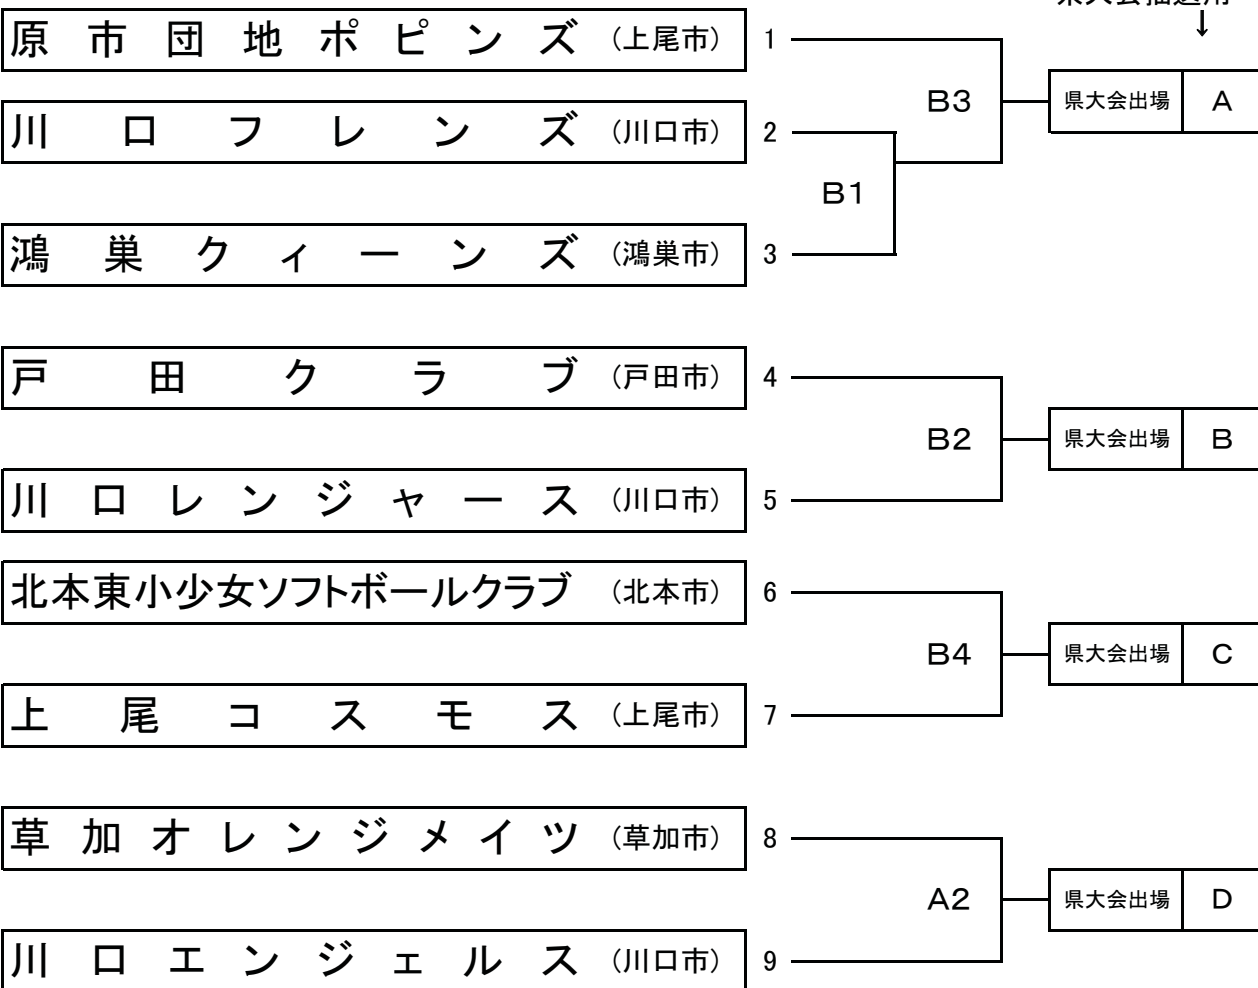 ↓
原市団地ポピンズ (上尾市) 1
B3 県大会出場 A
川口フレンズ (川口市) 2
B1
鴻巣クィーンズ (鴻巣市) 3
戸田クラブ (戸田市) 4
B2 県大会出場 B
川口レンジャース (川口市) 5
北本東小少女ソフトボールクラブ (北本市) 6
B4 県大会出場 C
上尾コスモス (上尾市) 7
草加オレンジメイツ (草加市) 8
A2 県大会出場 D
川口エンジェルス (川口市) 9